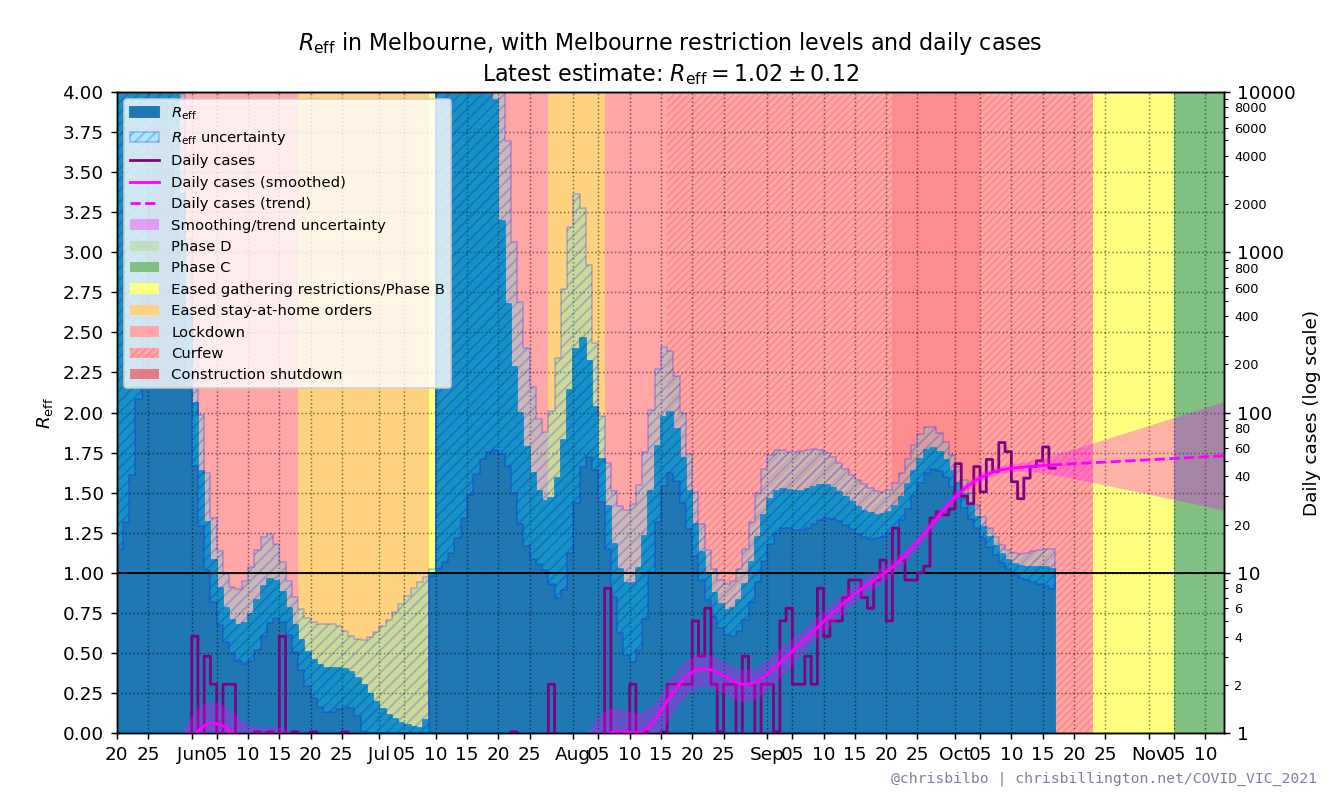 Reff in Melbourne, with Melbourne restriction levels and daily cases
Latest estimate: Reff = 1.02 ± 0.12
4.00
3.75
3.50
3.25
3.00
2.75
2.50
2.25
2.00
1.75
1.50
1.25
1.00
0.75
0.50
0.25
0.00
Reff
Reff
Reff uncertainty
Daily cases
Daily cases (smoothed)
Daily cases (trend)
Smoothing/trend uncertainty
Phase D
Phase C
Eased gathering restrictions/Phase B
Eased stay-at-home orders
Lockdown
Curfew
Construction shutdown
10000
8000
6000
4000
2000
1000
800
600
400
200
100
80
60
40
20
10
8
6
4
2
1
Daily cases (log scale)
20 25 Jun 05 10 15 20 25 Jul 05 10 15 20 25 Aug 05 10 15 20 25 Sep 05 10 15 20 25 Oct 05 10 15 20 25 Nov 05 10
@chrisbilbo | chrisbillington.net/COVID_VIC_2021